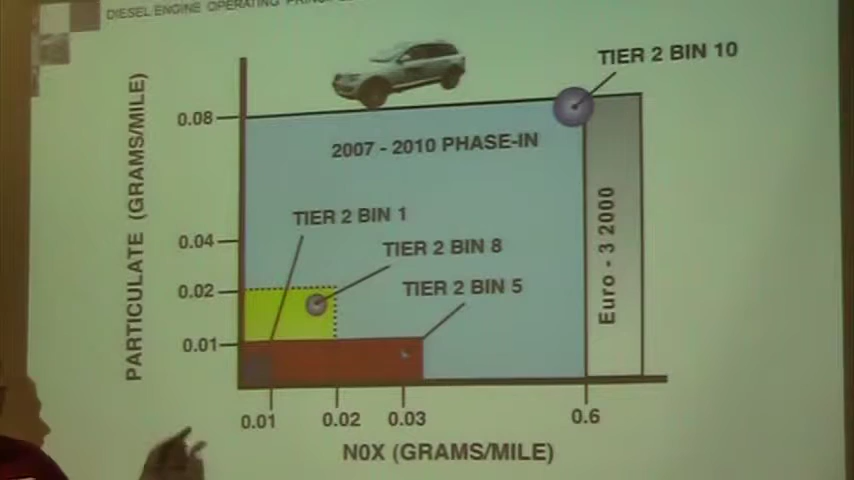 DIESEL ENGINE OPERATING
TIER 2 BIN 10
PARTICULATE (GRAMS/MILE)
0.08
2007 - 2010 PHASE-IN
TIER 2 BIN 1
0.04
TIER 2 BIN 8
Euro - 3 2000
0.02
TIER 2 BIN 5
0.01
0.01
0.02
0.03
0.6
N0X (GRAMS/MILE)